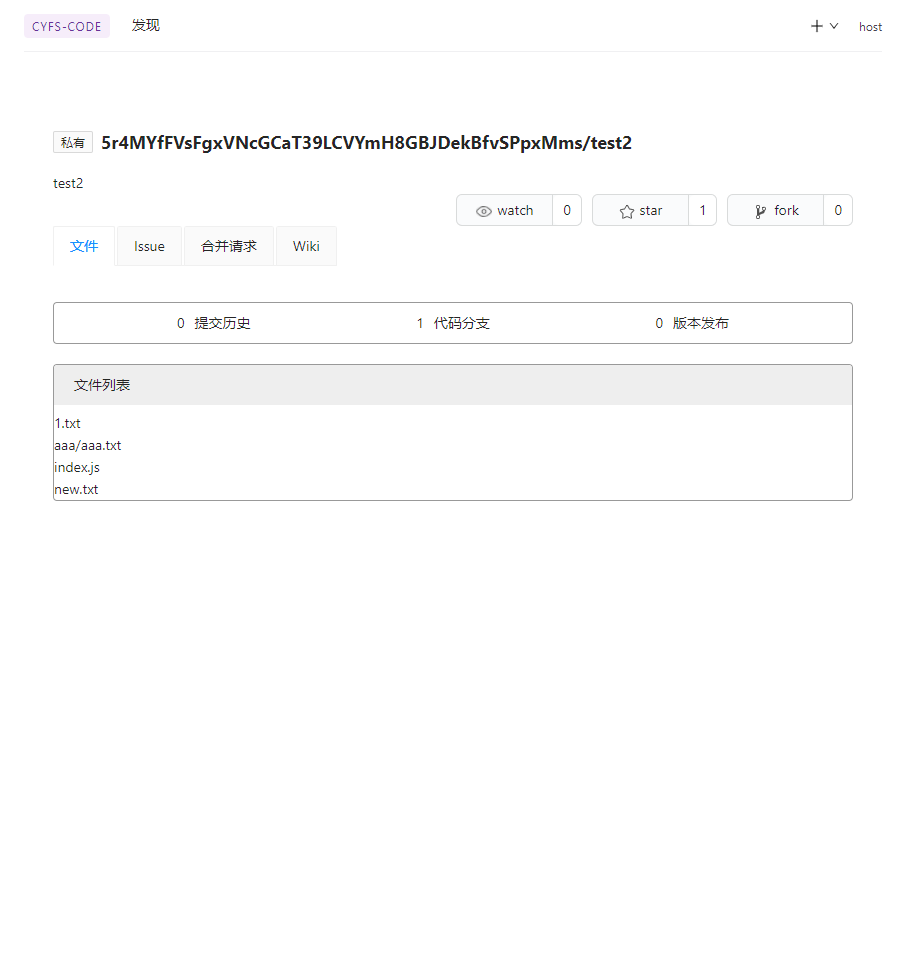 CYFS-CODE 发现 host
私有 5r4MYfFVsFgxVNcGCaT39LCVYmH8GBJDekBfvSPpxMms/test2
test2
watch 0 star 1 fork 0
文件 Issue 合并请求 Wiki
0 提交历史 1 代码分支 0 版本发布
文件列表
1.txt
aaa/aaa.txt
index.js
new.txt